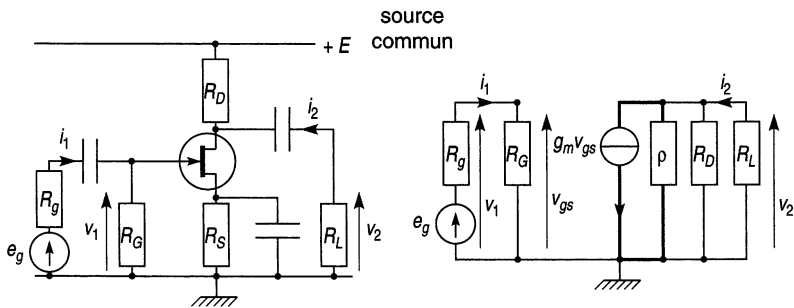 source
commun
+ E
R_D
i_1
i_2
R_g
e_g
v_1
R_G
R_S
R_L
v_2
i_1
i_2
R_g
e_g
v_1
R_G
v_gs
g_m v_gs
ρ
R_D
R_L
v_2